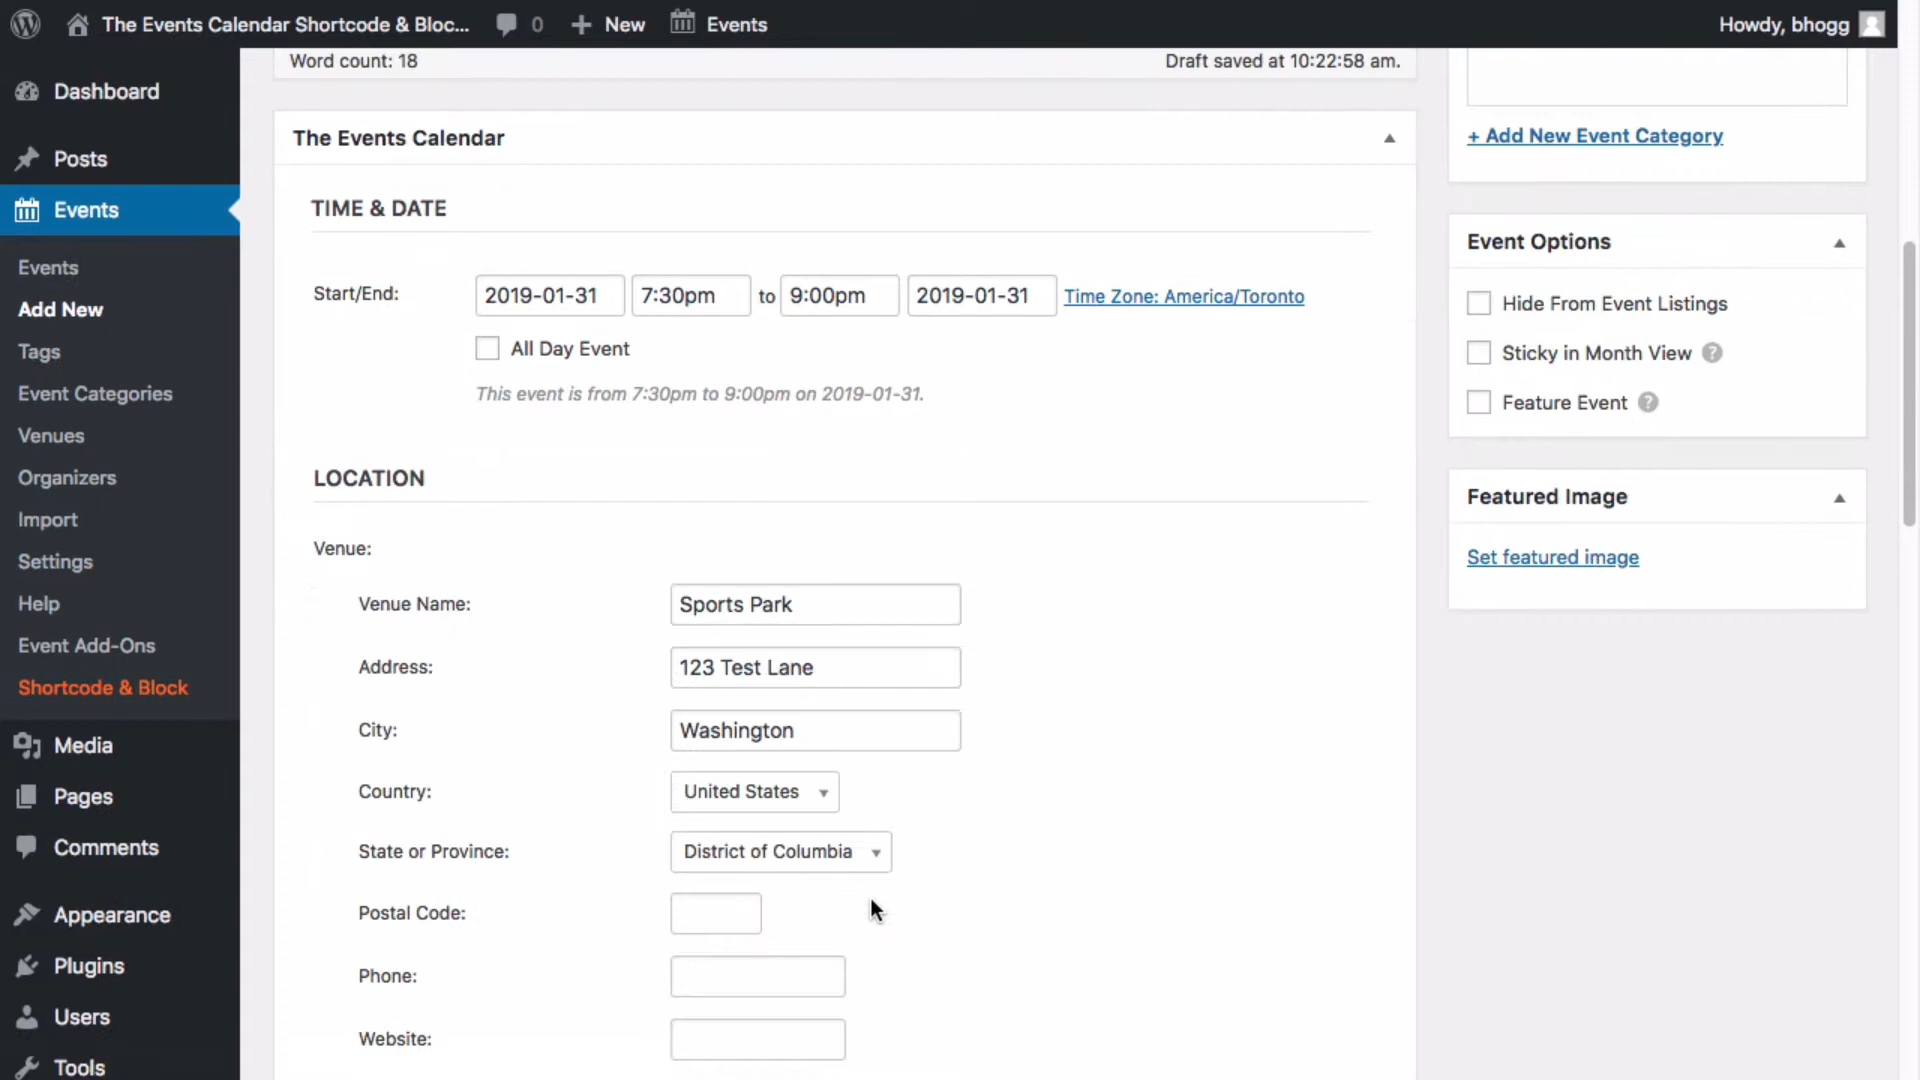 The Events Calendar Shortcode & Bloc... 0 New Events Howdy, bhogg
Dashboard
Posts
Events
Events
Add New
Tags
Event Categories
Venues
Organizers
Import
Settings
Help
Event Add-Ons
Shortcode & Block
Media
Pages
Comments
Appearance
Plugins
Users
Tools
Word count: 18 Draft saved at 10:22:58 am.
The Events Calendar
TIME & DATE
Start/End: 2019-01-31 7:30pm to 9:00pm 2019-01-31 Time Zone: America/Toronto
All Day Event
This event is from 7:30pm to 9:00pm on 2019-01-31.
LOCATION
Venue:
Venue Name: Sports Park
Address: 123 Test Lane
City: Washington
Country: United States
State or Province: District of Columbia
Postal Code:
Phone:
Website:
+ Add New Event Category
Event Options
Hide From Event Listings
Sticky in Month View ?
Feature Event ?
Featured Image
Set featured image